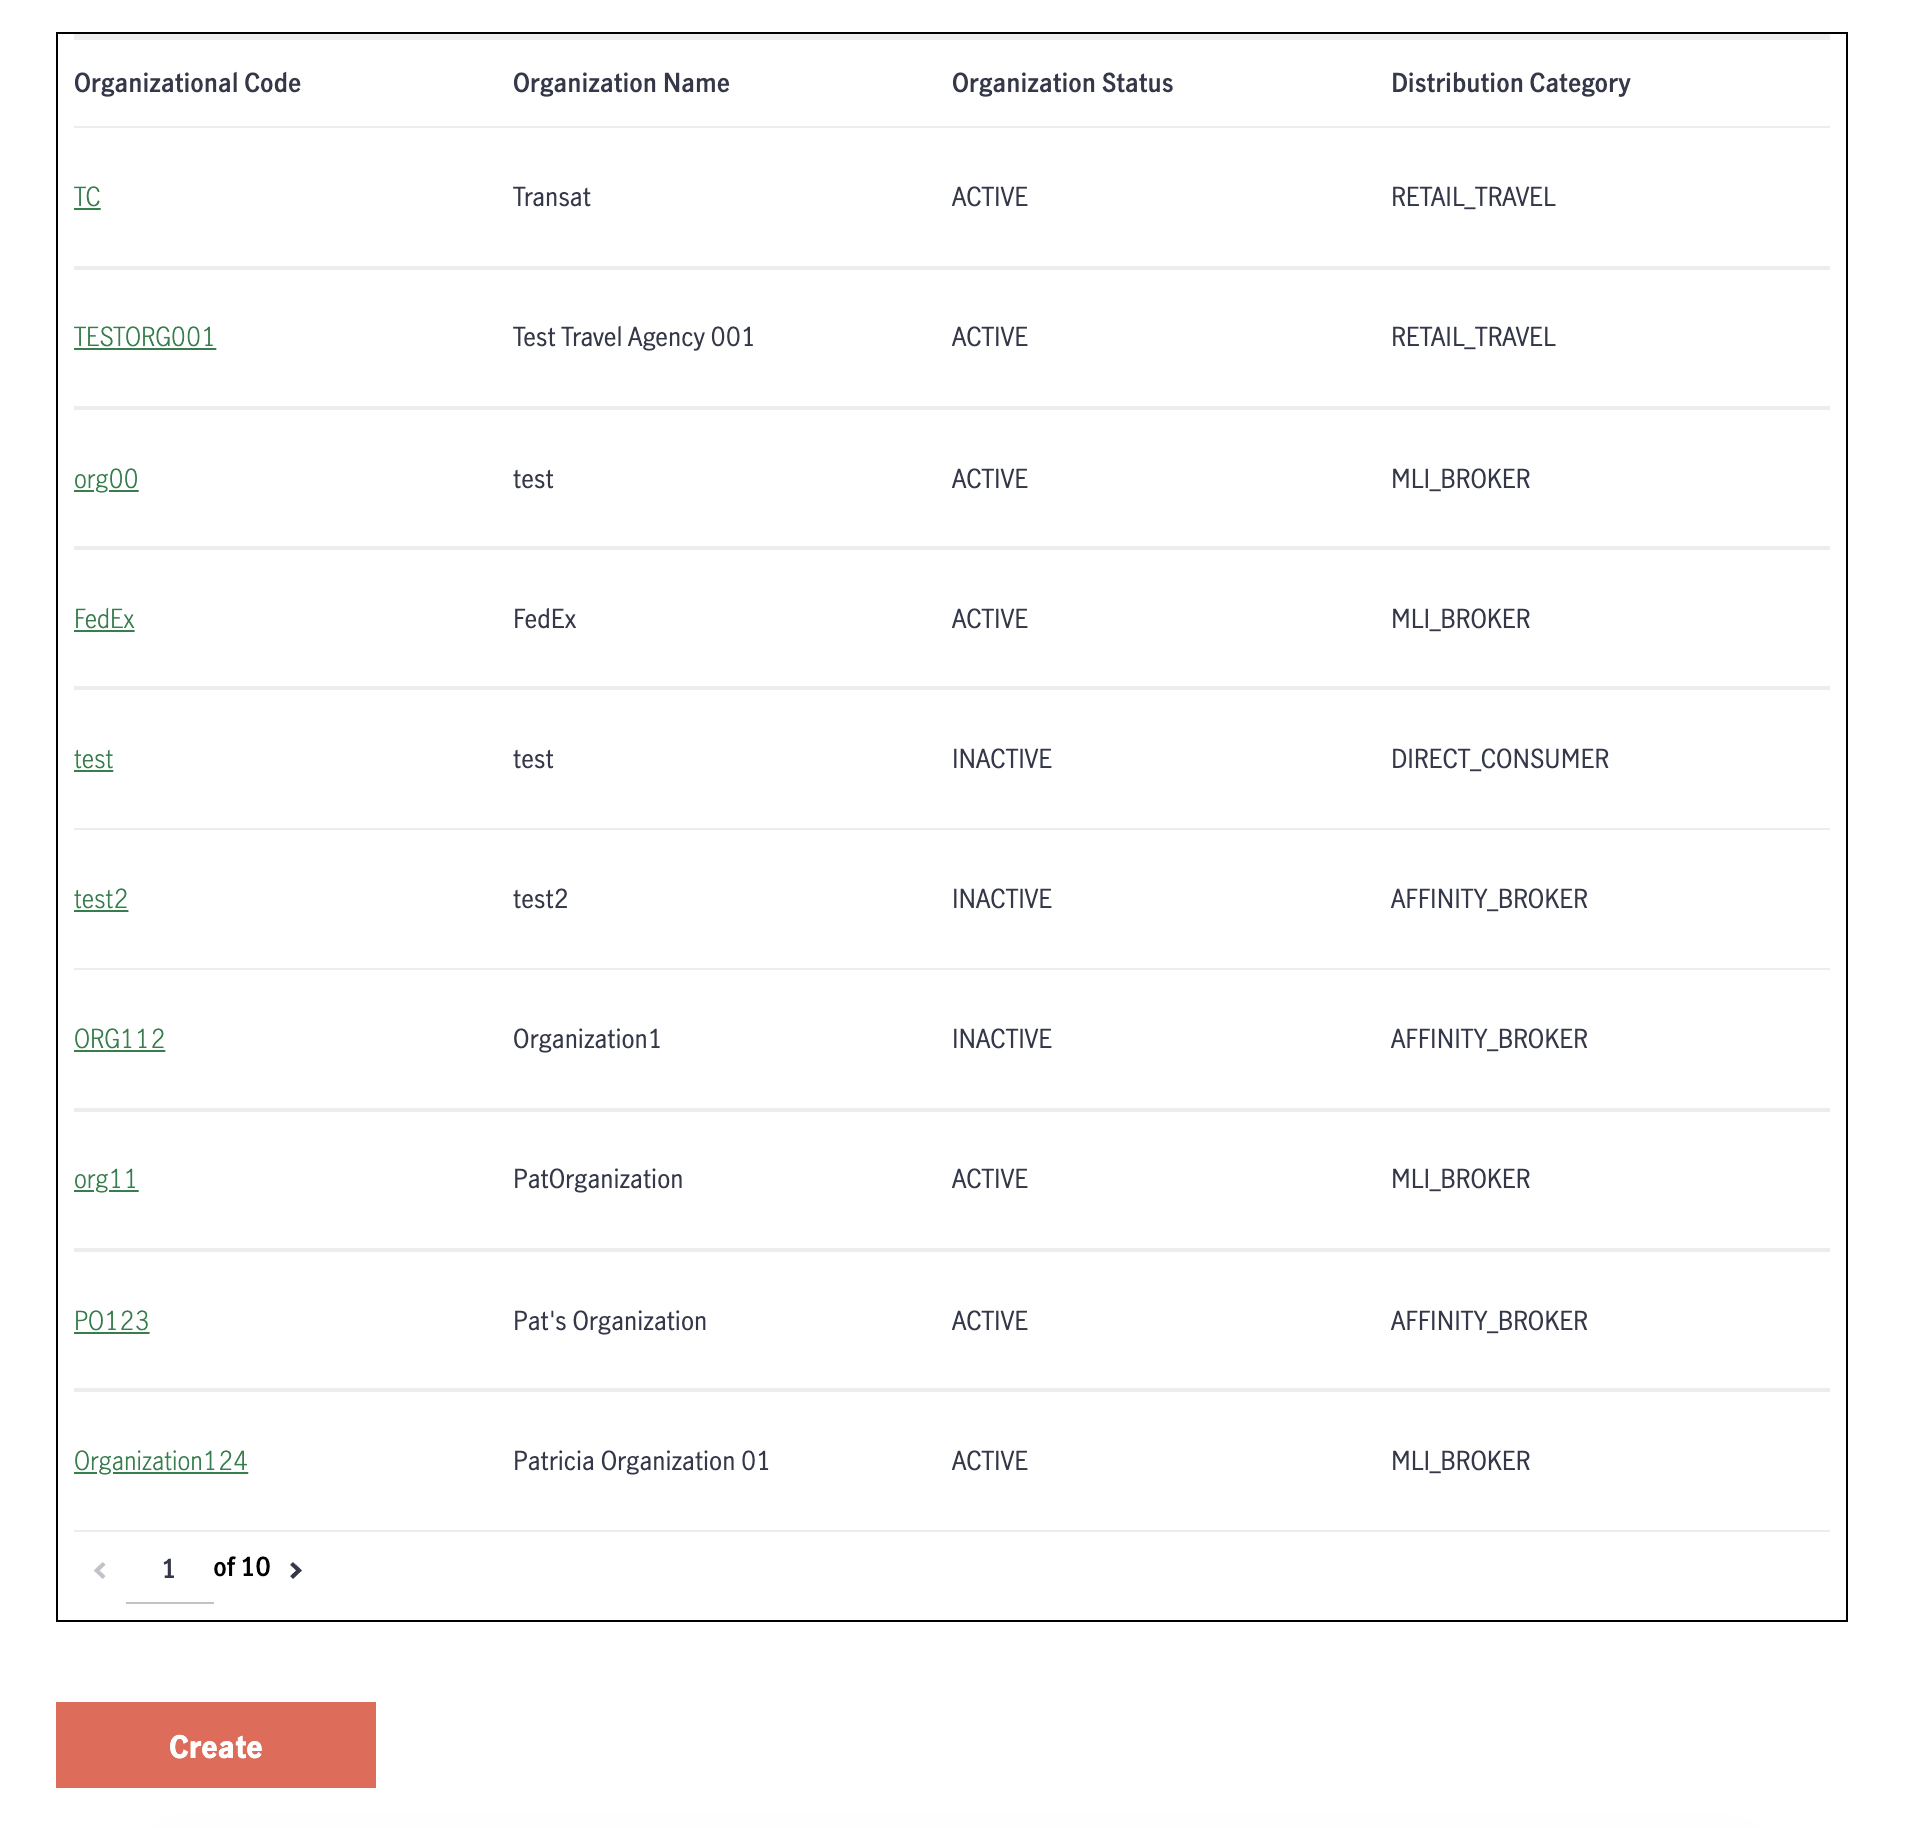 Organizational Code Organization Name Organization Status Distribution Category
TC Transat ACTIVE RETAIL_TRAVEL
TESTORG001 Test Travel Agency 001 ACTIVE RETAIL_TRAVEL
org00 test ACTIVE MLI_BROKER
FedEx FedEx ACTIVE MLI_BROKER
test test INACTIVE DIRECT_CONSUMER
test2 test2 INACTIVE AFFINITY_BROKER
ORG112 Organization1 INACTIVE AFFINITY_BROKER
org11 PatOrganization ACTIVE MLI_BROKER
PO123 Pat's Organization ACTIVE AFFINITY_BROKER
Organization124 Patricia Organization 01 ACTIVE MLI_BROKER
1 of 10
Create